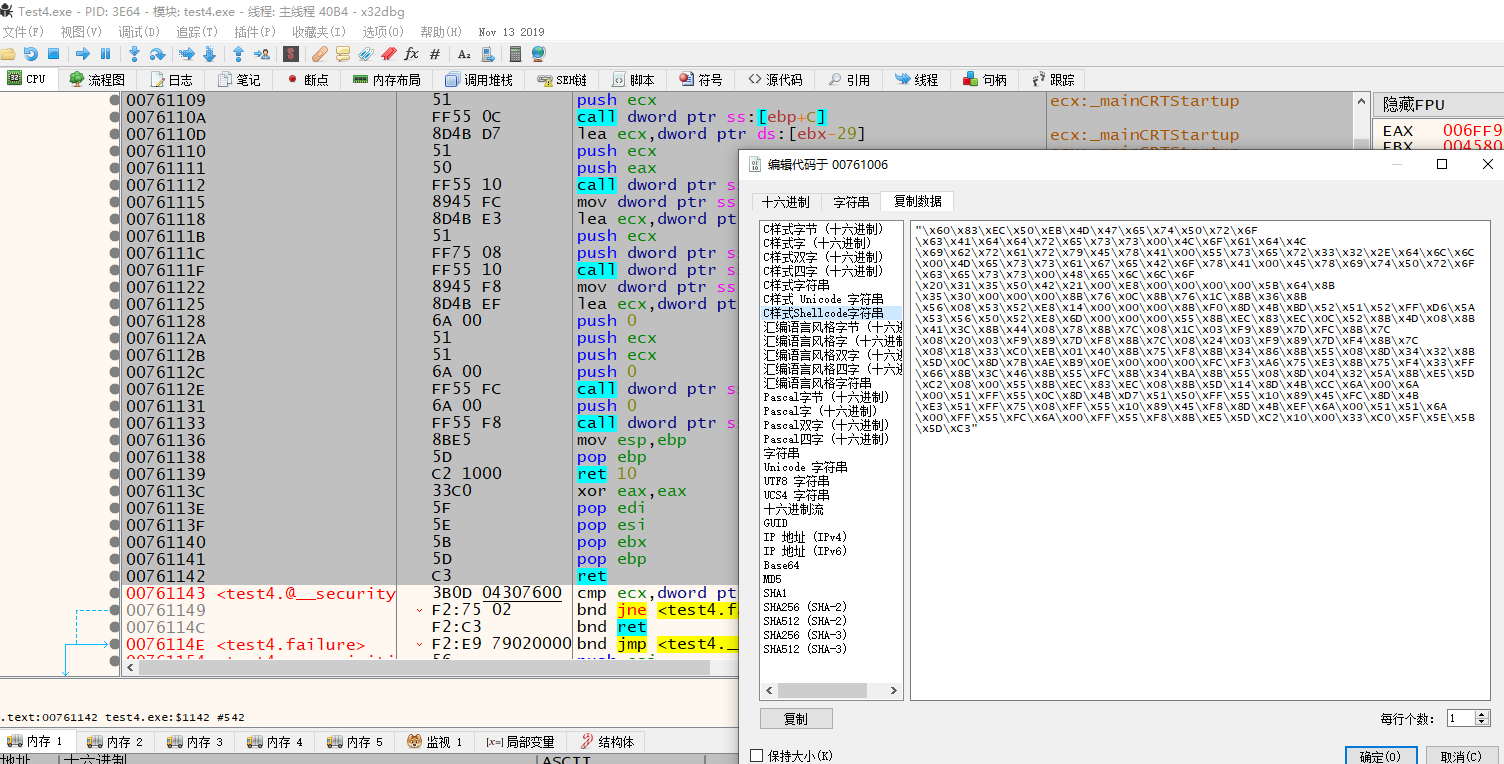 Test4.exe - PID: 3E64 - 模块: test4.exe - 线程: 主线程 40B4 - x32dbg
文件(F) 视图(V) 调试(D) 追踪(T) 插件(P) 收藏夹(I) 选项(O) 帮助(H) Nov 13 2019
CPU 流程图 日志 笔记 断点 内存布局 调用堆栈 SEH链 脚本 符号 源代码 引用 线程 句柄 跟踪
00761109 51 push ecx ecx:_mainCRTStartup
0076110A FF55 0C call dword ptr ss:[ebp+C]
0076110D 8D4B D7 lea ecx,dword ptr ds:[ebx-29] ecx:_mainCRTStartup
00761110 51 push ecx
00761111 50 push eax
00761112 FF55 10 call dword ptr s
00761115 8945 FC mov dword ptr ss
00761118 8D4B E3 lea ecx,dword pt
0076111B 51 push ecx
0076111C FF75 08 push dword ptr s
0076111F FF55 10 call dword ptr s
00761122 8945 F8 mov dword ptr ss
00761125 8D4B EF lea ecx,dword pt
00761128 6A 00 push 0
0076112A 51 push ecx
0076112B 51 push ecx
0076112C 6A 00 push 0
0076112E FF55 FC call dword ptr s
00761131 6A 00 push 0
00761133 FF55 F8 call dword ptr s
00761136 8BE5 mov esp,ebp
00761138 5D pop ebp
00761139 C2 1000 ret 10
0076113C 33C0 xor eax,eax
0076113E 5F pop edi
0076113F 5E pop esi
00761140 5B pop ebx
00761141 5D pop ebp
00761142 C3 ret
00761143 <test4.@__security 3B0D 04307600 cmp ecx,dword pt
00761149 F2:75 02 bnd jne <test4.fa
0076114C F2:C3 bnd ret
0076114E <test4.failure> F2:E9 79020000 bnd jmp <test4.__
.text:00761142 test4.exe:$1142 #542
内存 1 内存 2 内存 3 内存 4 内存 5 监视 1 [x=]局部变量 结构体
地址 十六进制 ASCII
隐藏FPU
EAX 006FF9
EBX 004580
编辑代码于 00761006
十六进制 字符串 复制数据
C样式字节 (十六进制)
C样式字 (十六进制)
C样式双字 (十六进制)
C样式四字 (十六进制)
C样式字符串
C样式 Unicode 字符串
C样式Shellcode字符串
汇编语言风格字节 (十六进
汇编语言风格字 (十六进制
汇编语言风格双字 (十六进
汇编语言风格四字 (十六进
汇编语言风格字符串
Pascal字节 (十六进制)
Pascal字 (十六进制)
Pascal双字 (十六进制)
Pascal四字 (十六进制)
字符串
Unicode 字符串
UTF8 字符串
UCS4 字符串
十六进制流
GUID
IP 地址 (IPv4)
IP 地址 (IPv6)
Base64
MD5
SHA1
SHA256 (SHA-2)
SHA512 (SHA-2)
SHA256 (SHA-3)
SHA512 (SHA-3)
"\x60\x83\xEC\x50\xEB\x4D\x47\x65\x74\x50\x72\x6F
\x63\x41\x64\x64\x72\x65\x73\x73\x00\x4C\x6F\x61\x64\x4C
\x69\x62\x72\x61\x72\x79\x45\x78\x41\x00\x55\x73\x65\x72\x33\x32\x2E\x64\x6C\x6C
\x00\x4D\x65\x73\x73\x61\x67\x65\x42\x6F\x78\x41\x00\x45\x78\x69\x74\x50\x72\x6F
\x63\x65\x73\x73\x00\x48\x65\x6C\x6C\x6F
\x20\x31\x35\x50\x42\x21\x00\xE8\x00\x00\x00\x00\x5B\x64\x8B
\x35\x30\x00\x00\x00\x8B\x76\x0C\x8B\x76\x1C\x8B\x36\x8B
\x56\x08\x53\x52\xE8\x14\x00\x00\x00\x8B\xF0\x8D\x4B\xBD\x52\x51\x52\xFF\xD6\x5A
\x53\x56\x50\x52\xE8\x6D\x00\x00\x00\x55\x8B\xEC\x83\xEC\x0C\x52\x8B\x4D\x08\x8B
\x41\x3C\x8B\x44\x08\x78\x8B\x7C\x08\x1C\x03\xF9\x89\x7D\xFC\x8B\x7C
\x08\x20\x03\xF9\x89\x7D\xF8\x8B\x7C\x08\x24\x03\xF9\x89\x7D\xF4\x8B\x7C
\x08\x18\x33\xC0\xEB\x01\x40\x8B\x75\xF8\x8B\x34\x86\x8B\x55\x08\x8D\x34\x32\x8B
\x5D\x0C\x8D\x7B\xAE\xB9\x0E\x00\x00\x00\xFC\xF3\xA6\x75\xE3\x8B\x75\xF4\x33\xFF
\x66\x8B\x3C\x46\x8B\x75\xFC\x8B\x34\xBA\x8B\x55\x08\x8D\x04\x32\x5A\x8B\xE5\x5D
\xC2\x08\x00\x55\x8B\xEC\x83\xEC\x08\x8B\x5D\x14\x8D\x4B\xCC\x6A\x00\x6A
\x00\x51\xFF\x55\x0C\x8D\x4B\xD7\x51\x50\xFF\x55\x10\x89\x45\xFC\x8D\x4B
\xE3\x51\xFF\x75\x08\xFF\x55\x10\x89\x45\xF8\x8D\x4B\xEF\x6A\x00\x51\x51\x6A
\x00\xFF\x55\xFC\x6A\x00\xFF\x55\xF8\x8B\xE5\x5D\xC2\x10\x00\x33\xC0\x5F\x5E\x5B
\x5D\xC3"
复制
每行个数: 1
保持大小(K)
确定(O) 取消(C)